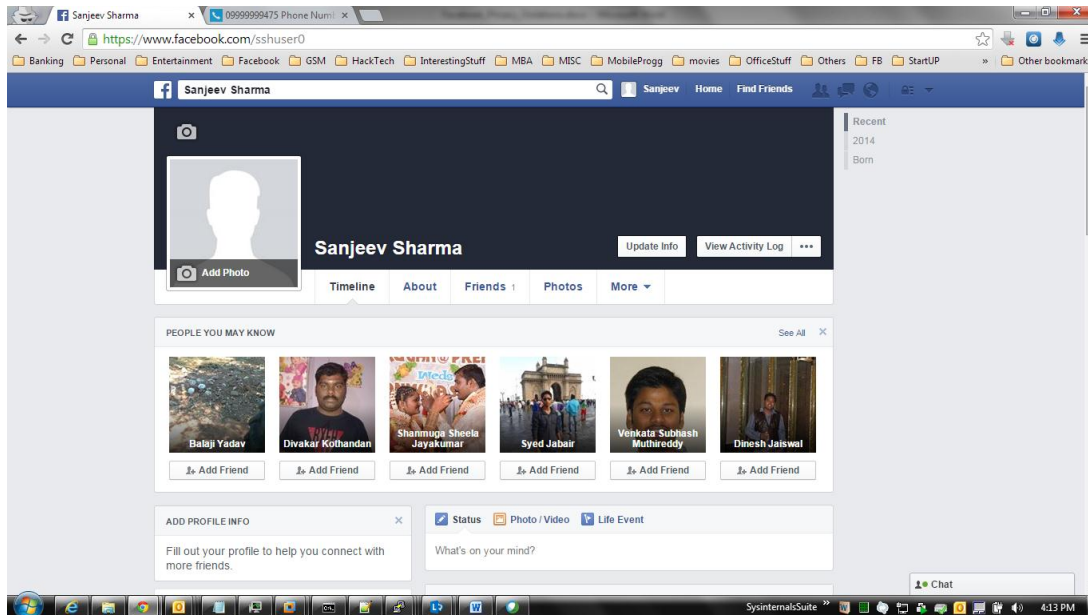 Sanjeev Sharma
09999999475 Phone Num
https://www.facebook.com/sshuser0
Banking Personal Entertainment Facebook GSM HackTech InterestingStuff MBA MISC MobileProgg movies OfficeStuff Others FB StartUP » Other bookmark
Sanjeev Sharma Sanjeev Home Find Friends
Recent
2014
Born
Sanjeev Sharma
Update Info View Activity Log
Add Photo
Timeline About Friends 1 Photos More
PEOPLE YOU MAY KNOW See All
Balaji Yadav
Divakar Kothandan
Shanmuga Sheela
Jayakumar
Syed Jabair
Venkata Subhash
Muthireddy
Dinesh Jaiswal
Add Friend Add Friend Add Friend Add Friend Add Friend Add Friend
ADD PROFILE INFO
Fill out your profile to help you connect with
more friends.
Status Photo / Video Life Event
What's on your mind?
Chat
SysinternalsSuite » 4:13 PM